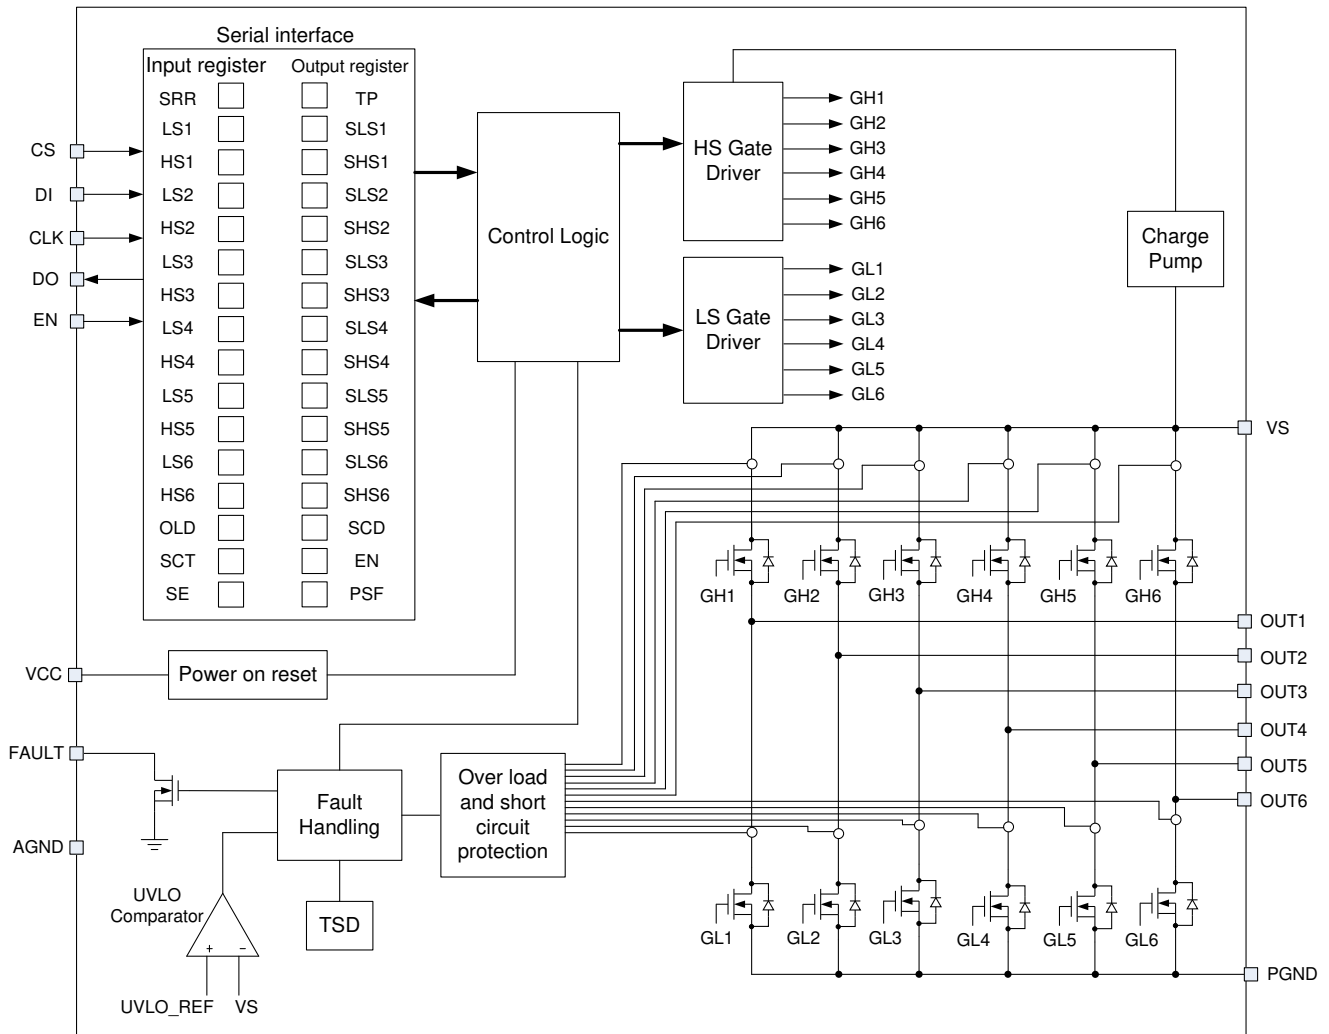 Serial interface
Input register
Output register
SRR
TP
LS1
SLS1
HS1
SHS1
LS2
SLS2
HS2
SHS2
LS3
SLS3
HS3
SHS3
LS4
SLS4
HS4
SHS4
LS5
SLS5
HS5
SHS5
LS6
SLS6
HS6
SHS6
OLD
SCD
SCT
EN
SE
PSF
CS
DI
CLK
DO
EN
Control Logic
HS Gate
Driver
GH1
GH2
GH3
GH4
GH5
GH6
LS Gate
Driver
GL1
GL2
GL3
GL4
GL5
GL6
Charge
Pump
VS
GH1
GH2
GH3
GH4
GH5
GH6
OUT1
OUT2
OUT3
OUT4
OUT5
OUT6
VCC
Power on reset
FAULT
AGND
Fault
Handling
Over load
and short
circuit
protection
UVLO
Comparator
+
–
UVLO_REF
VS
TSD
GL1
GL2
GL3
GL4
GL5
GL6
PGND